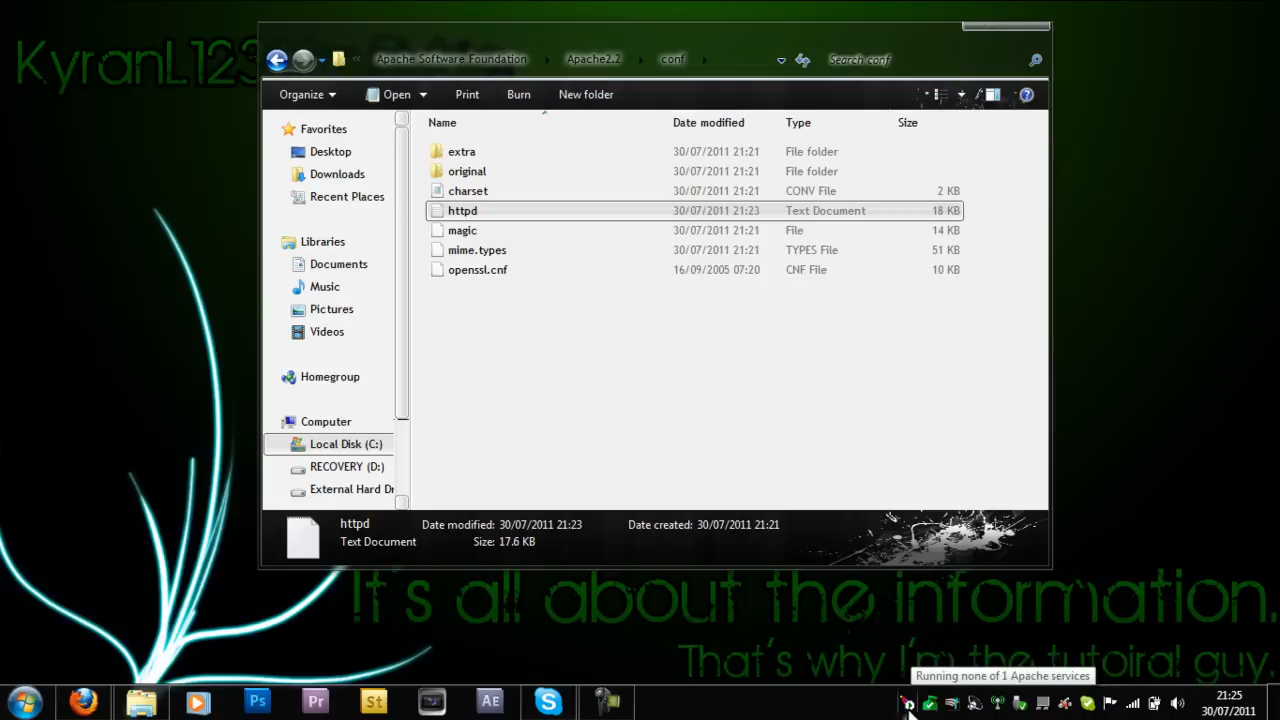 KyranL123
Apache Software Foundation Apache2.2 conf Search conf
Organize Open Print Burn New folder
Name Date modified Type Size
Favorites
Desktop
Downloads
Recent Places
Libraries
Documents
Music
Pictures
Videos
Homegroup
Computer
Local Disk (C:)
RECOVERY (D:)
External Hard Dr
extra 30/07/2011 21:21 File folder
original 30/07/2011 21:21 File folder
charset 30/07/2011 21:21 CONV File 2 KB
httpd 30/07/2011 21:23 Text Document 18 KB
magic 30/07/2011 21:21 File 14 KB
mime.types 30/07/2011 21:21 TYPES File 51 KB
openssl.cnf 16/09/2005 07:20 CNF File 10 KB
httpd Date modified: 30/07/2011 21:23 Date created: 30/07/2011 21:21
Text Document Size: 17.6 KB
It's all about the information.
That's why I'm the tutoiral guy.
Running none of 1 Apache services
Ps Pr St AE
21:25
30/07/2011